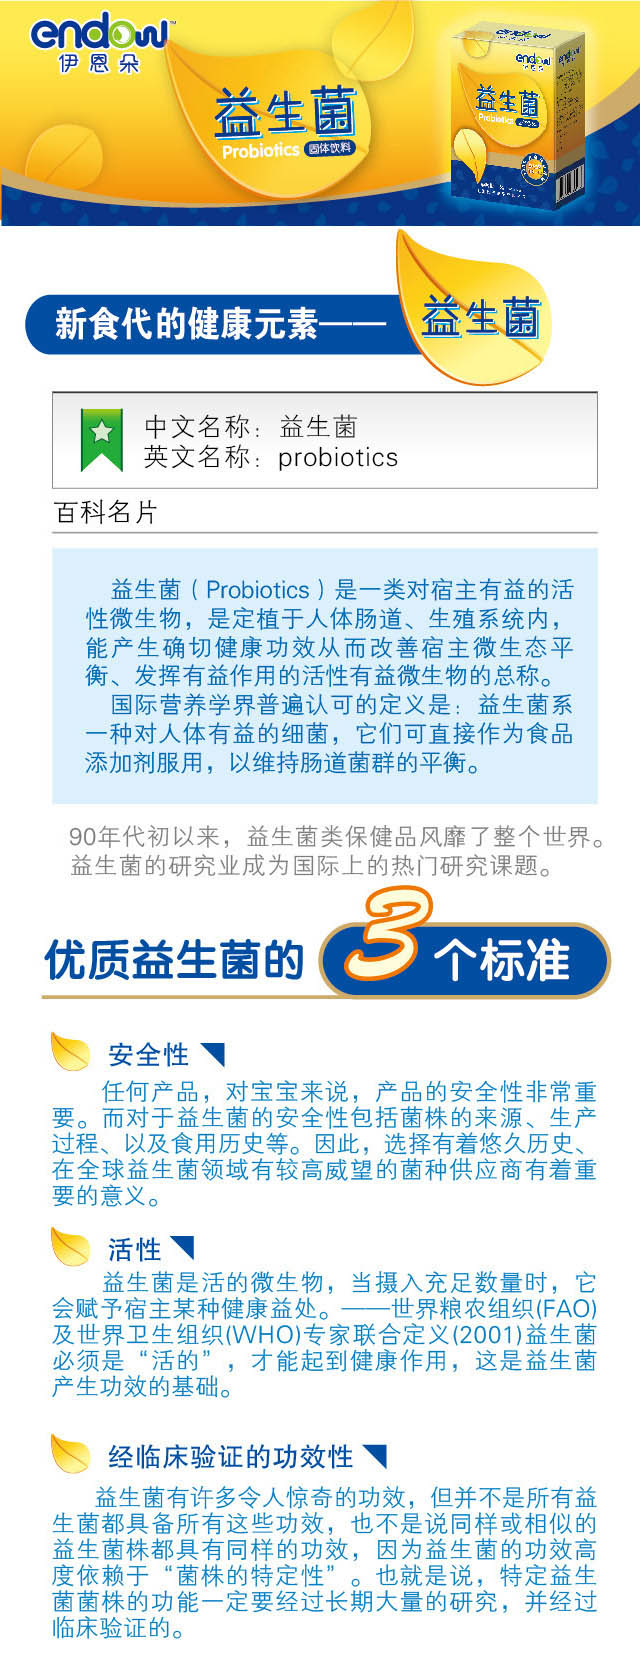 endow™
伊恩朵
益生菌
Probiotics 固体饮料
endow
伊恩朵
益生菌
Probiotics
新食代的健康元素——益生菌
中文名称：益生菌
英文名称：probiotics
百科名片
益生菌（Probiotics）是一类对宿主有益的活
性微生物，是定植于人体肠道、生殖系统内，
能产生确切健康功效从而改善宿主微生态平
衡、发挥有益作用的活性有益微生物的总称。
国际营养学界普遍认可的定义是：益生菌系
一种对人体有益的细菌，它们可直接作为食品
添加剂服用，以维持肠道菌群的平衡。
90年代初以来，益生菌类保健品风靡了整个世界。
益生菌的研究业成为国际上的热门研究课题。
优质益生菌的3个标准
安全性
任何产品，对宝宝来说，产品的安全性非常重
要。而对于益生菌的安全性包括菌株的来源、生产
过程、以及食用历史等。因此，选择有着悠久历史、
在全球益生菌领域有较高威望的菌种供应商有着重
要的意义。
活性
益生菌是活的微生物，当摄入充足数量时，它
会赋予宿主某种健康益处。——世界粮农组织(FAO)
及世界卫生组织(WHO)专家联合定义(2001)益生菌
必须是“活的”，才能起到健康作用，这是益生菌
产生功效的基础。
经临床验证的功效性
益生菌有许多令人惊奇的功效，但并不是所有益
生菌都具备所有这些功效，也不是说同样或相似的
益生菌株都具有同样的功效，因为益生菌的功效高
度依赖于“菌株的特定性”。也就是说，特定益生
菌菌株的功能一定要经过长期大量的研究，并经过
临床验证的。